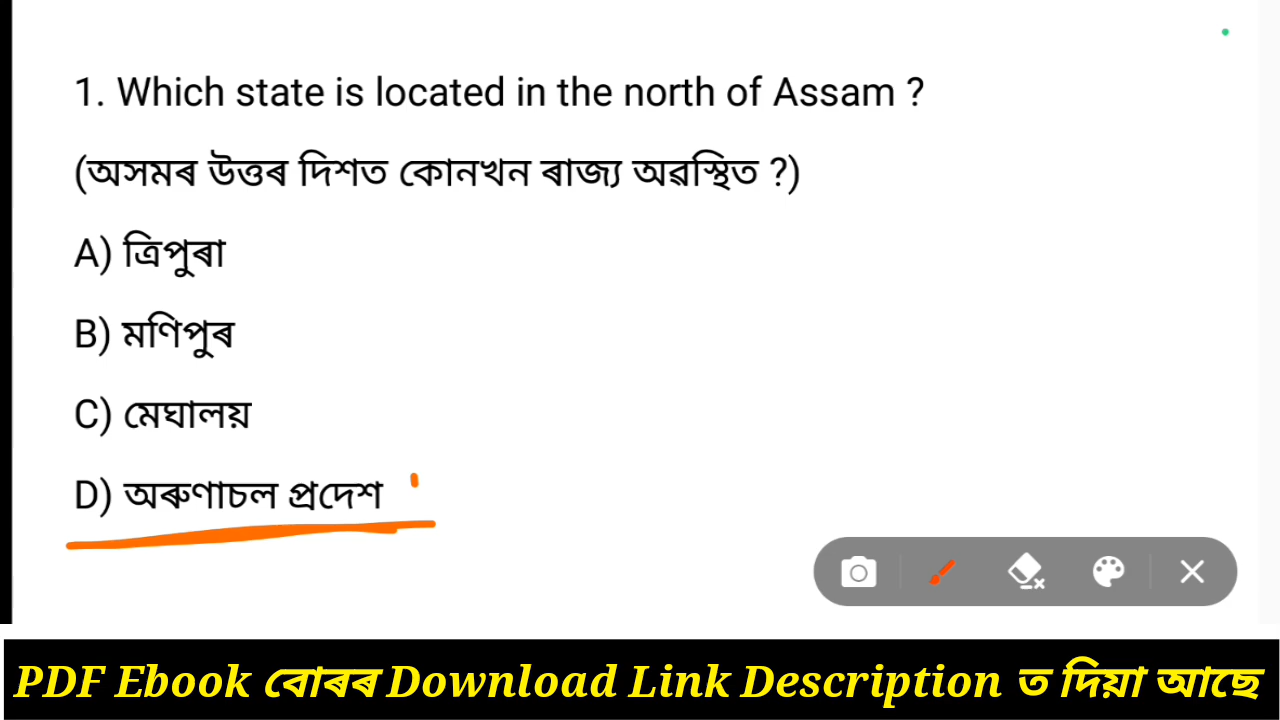 1. Which state is located in the north of Assam ?
(অসমৰ উত্তৰ দিশত কোনখন ৰাজ্য অৱস্থিত ?)
A) ত্ৰিপুৰা
B) মণিপুৰ
C) মেঘালয়
D) অৰুণাচল প্ৰদেশ
PDF Ebook বোৰৰ Download Link Description ত দিয়া আছে